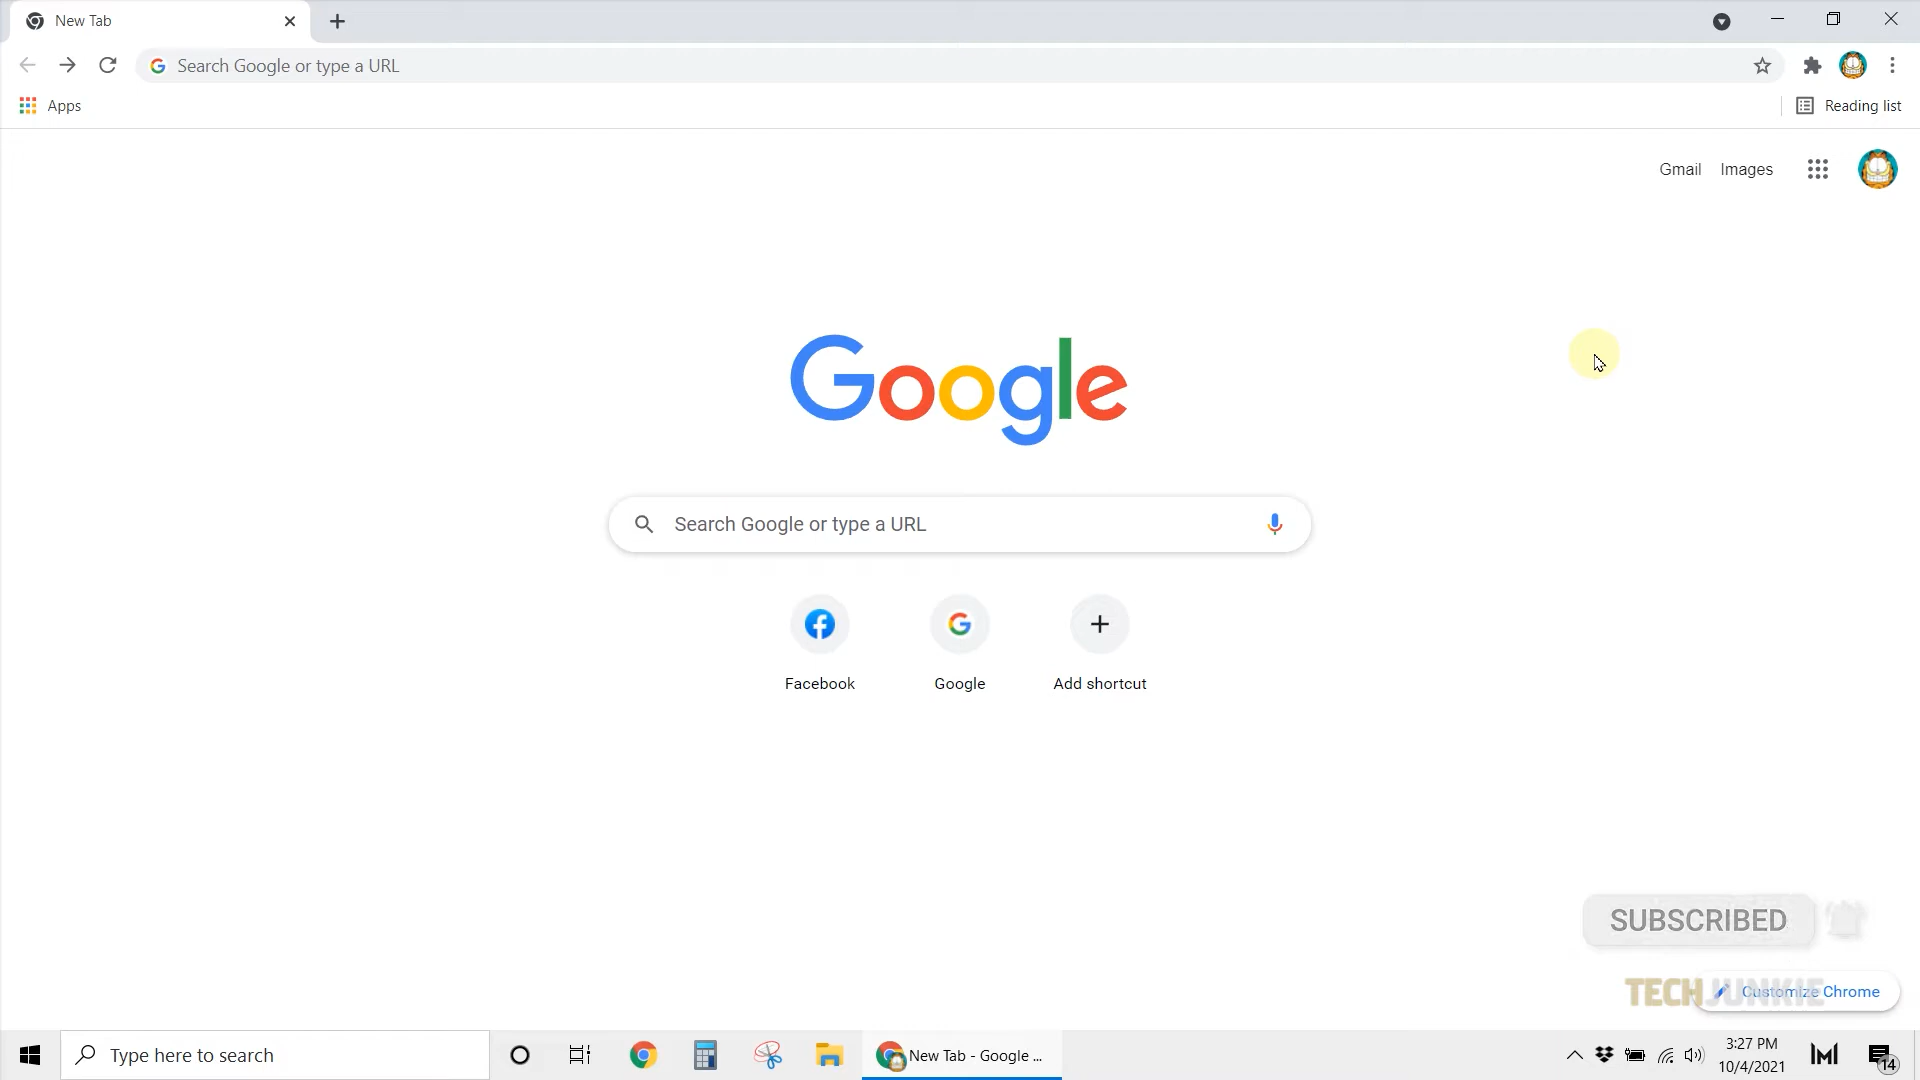 New Tab
Search Google or type a URL
Apps
Reading list
Gmail Images
Google
Search Google or type a URL
Facebook Google Add shortcut
SUBSCRIBED
TECHJUNKIE
Customize Chrome
Type here to search
New Tab - Google ...
3:27 PM
10/4/2021
14